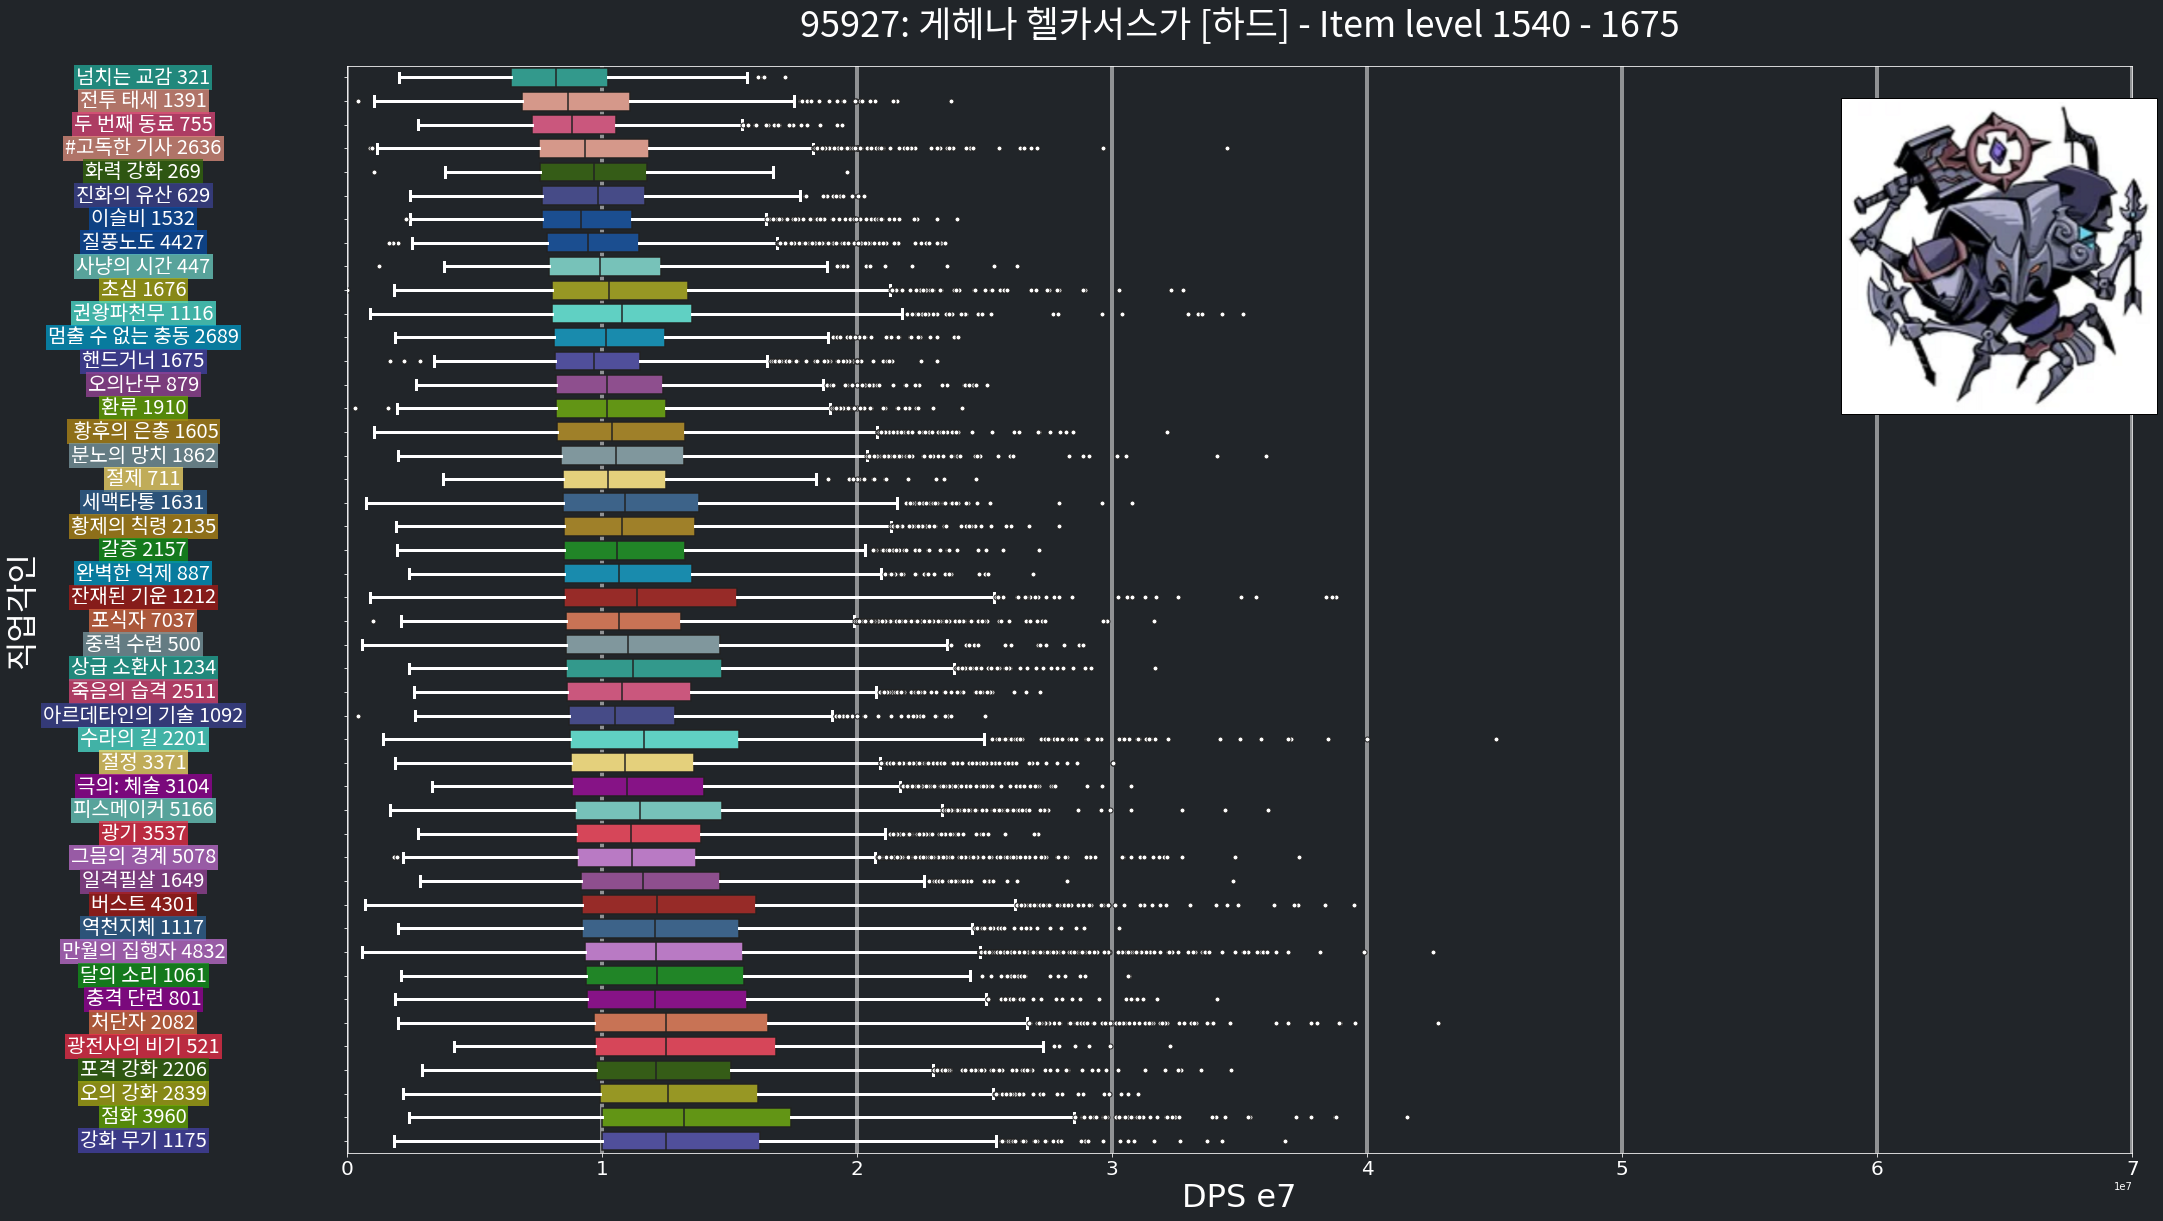 95927: 게헤나 헬카서스가 [하드] - Item level 1540 - 1675
직업각인
넘치는 교감 321
전투 태세 1391
두 번째 동료 755
#고독한 기사 2636
화력 강화 269
진화의 유산 629
이슬비 1532
질풍노도 4427
사냥의 시간 447
초심 1676
권왕파천무 1116
멈출 수 없는 충동 2689
핸드거너 1675
오의난무 879
환류 1910
황후의 은총 1605
분노의 망치 1862
절제 711
세맥타통 1631
황제의 칙령 2135
갈증 2157
완벽한 억제 887
잔재된 기운 1212
포식자 7037
중력 수련 500
상급 소환사 1234
죽음의 습격 2511
아르데타인의 기술 1092
수라의 길 2201
절정 3371
극의: 체술 3104
피스메이커 5166
광기 3537
그믐의 경계 5078
일격필살 1649
버스트 4301
역천지체 1117
만월의 집행자 4832
달의 소리 1061
충격 단련 801
처단자 2082
광전사의 비기 521
포격 강화 2206
오의 강화 2839
점화 3960
강화 무기 1175
0 1 2 3 4 5 6 7
1e7
DPS e7